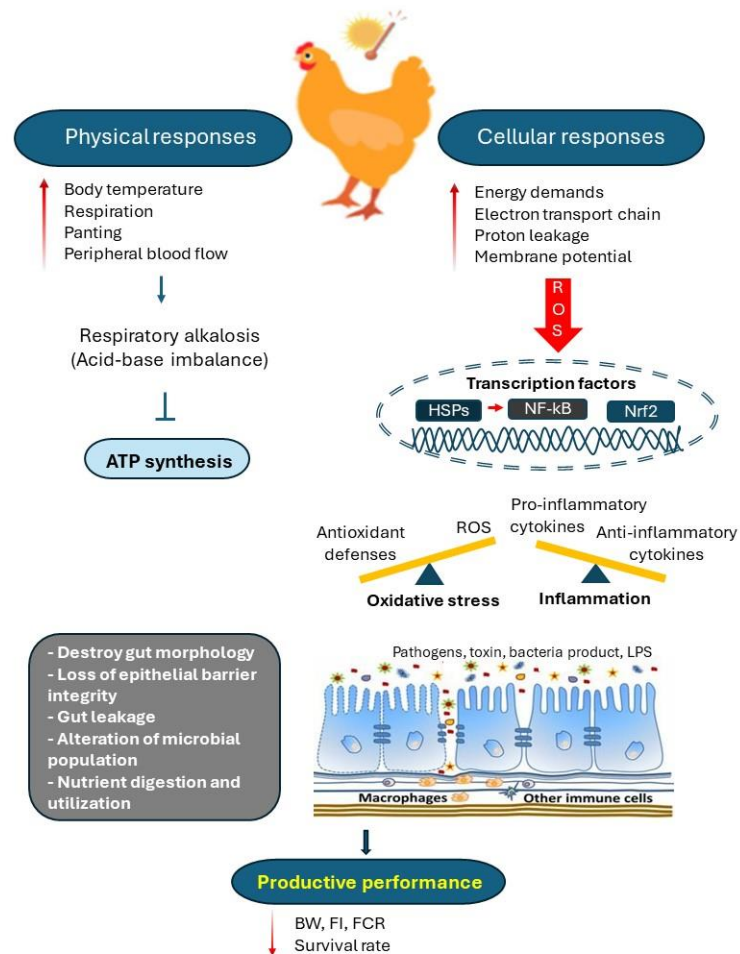 Physical responses
Body temperature
Respiration
Panting
Peripheral blood flow
Respiratory alkalosis
(Acid-base imbalance)
ATP synthesis
Cellular responses
Energy demands
Electron transport chain
Proton leakage
Membrane potential
R
O
S
Transcription factors
HSPs
NF-kB
Nrf2
Antioxidant
defenses
ROS
Oxidative stress
Pro-inflammatory
cytokines
Anti-inflammatory
cytokines
Inflammation
- Destroy gut morphology
- Loss of epithelial barrier
integrity
- Gut leakage
- Alteration of microbial
population
- Nutrient digestion and
utilization
Pathogens, toxin, bacteria product, LPS
Macrophages
Other immune cells
Productive performance
BW, FI, FCR
Survival rate